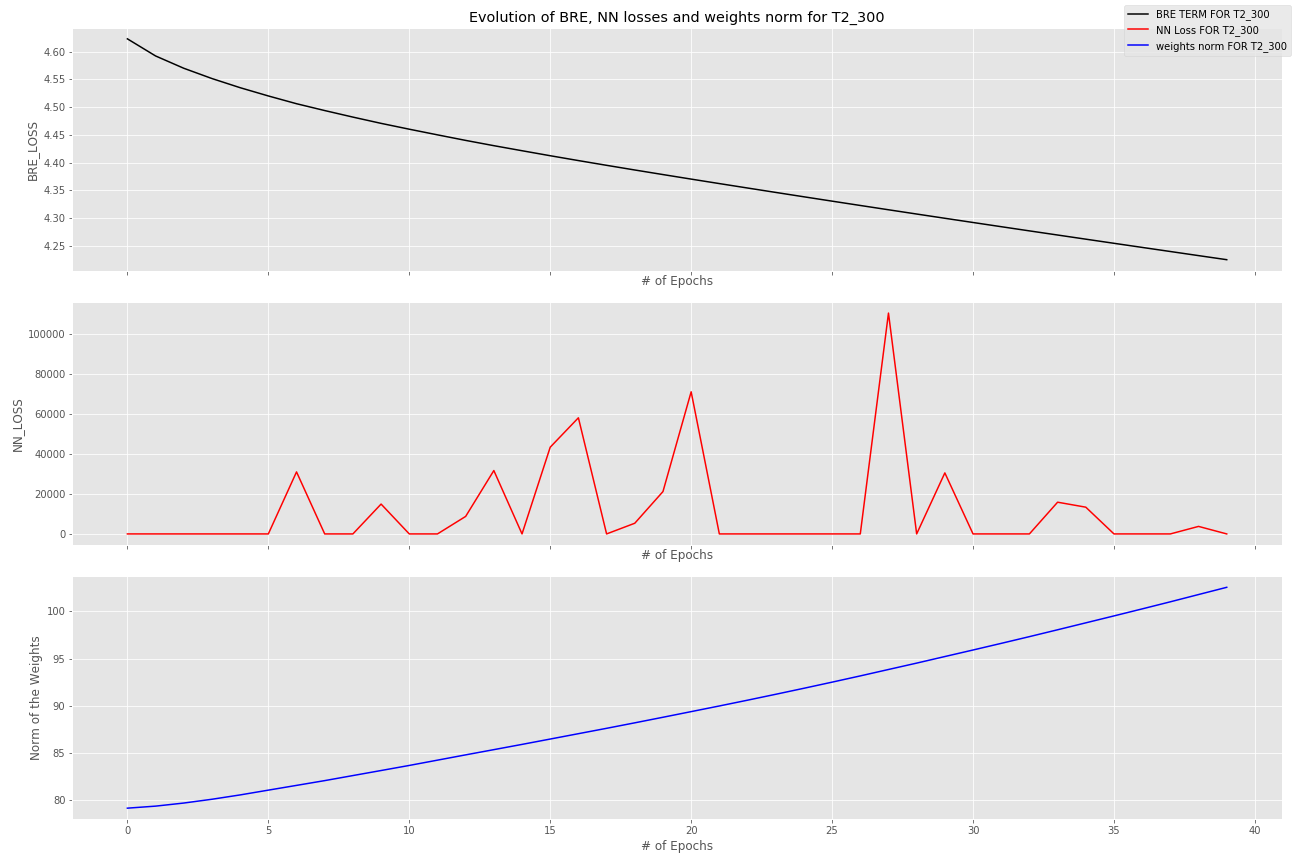 Evolution of BRE, NN losses and weights norm for T2_300
BRE TERM FOR T2_300
NN Loss FOR T2_300
weights norm FOR T2_300
4.60
4.55
4.50
4.45
4.40
4.35
4.30
4.25
BRE_LOSS
# of Epochs
100000
80000
60000
40000
20000
0
NN_LOSS
# of Epochs
100
95
90
85
80
Norm of the Weights
0 5 10 15 20 25 30 35 40
# of Epochs